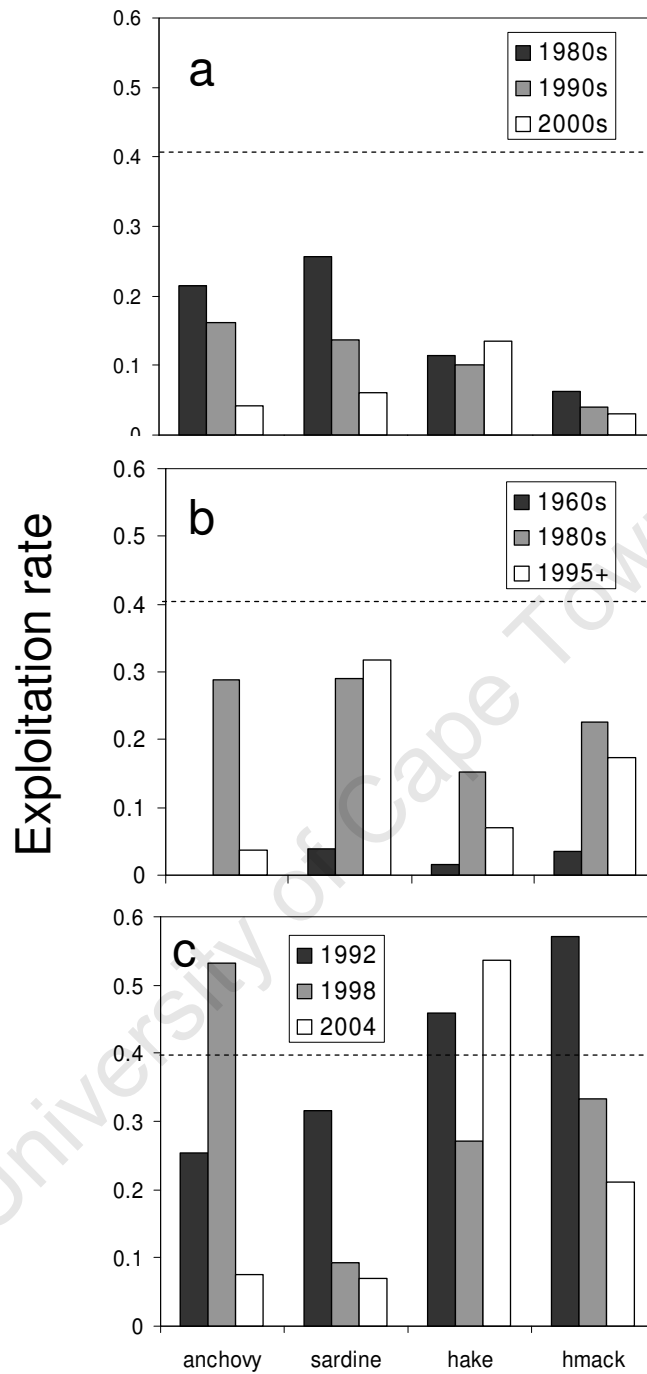 Exploitation rate
0.6
0.5
0.4
0.3
0.2
0.1
0
a
1980s
1990s
2000s
0.6
0.5
0.4
0.3
0.2
0.1
0
b
1960s
1980s
1995+
0.6
0.5
0.4
0.3
0.2
0.1
0
c
1992
1998
2004
anchovy sardine hake hmack
University of Cape Town